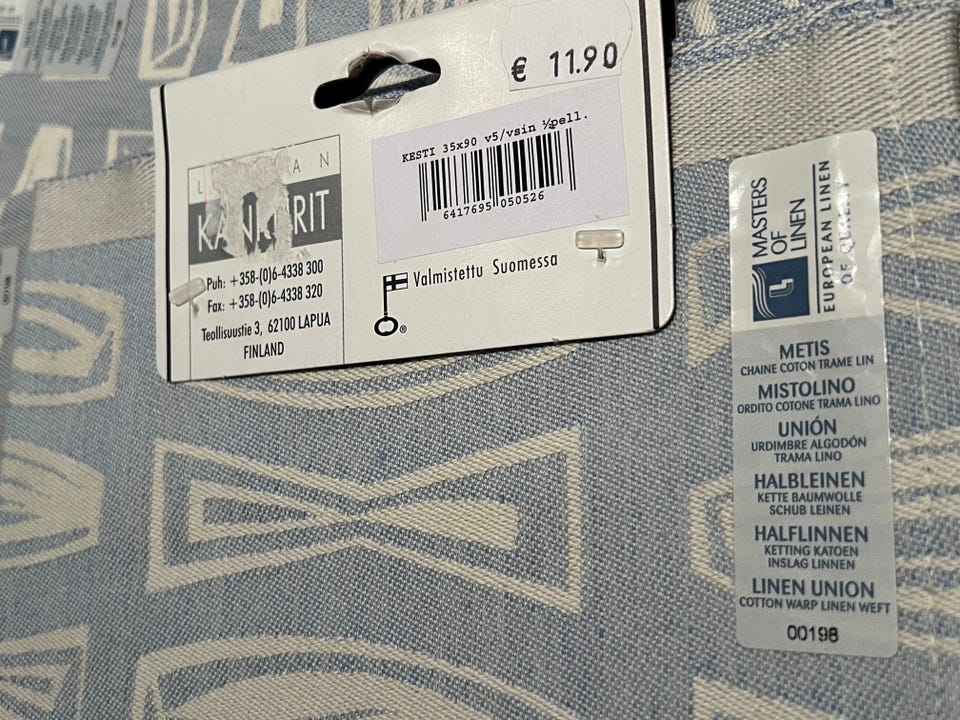 € 11.90
KESTI 35x90 v5/vsin ½pell.
6417695 050526
Puh: +358-(0)6-4338 300
Fax: +358-(0)6-4338 320
Teollisuustie 3, 62100 LAPUA
FINLAND
Valmistettu Suomessa
®
MASTERS
OF
LINEN
EUROPEAN LINEN
OF QUALITY
METIS
CHAINE COTON TRAME LIN
MISTOLINO
ORDITO COTONE TRAMA LINO
UNIÓN
URDIMBRE ALGODÓN
TRAMA LINO
HALBLEINEN
KETTE BAUMWOLLE
SCHUB LEINEN
HALFLINNEN
KETTING KATOEN
INSLAG LINNEN
LINEN UNION
COTTON WARP LINEN WEFT
00198